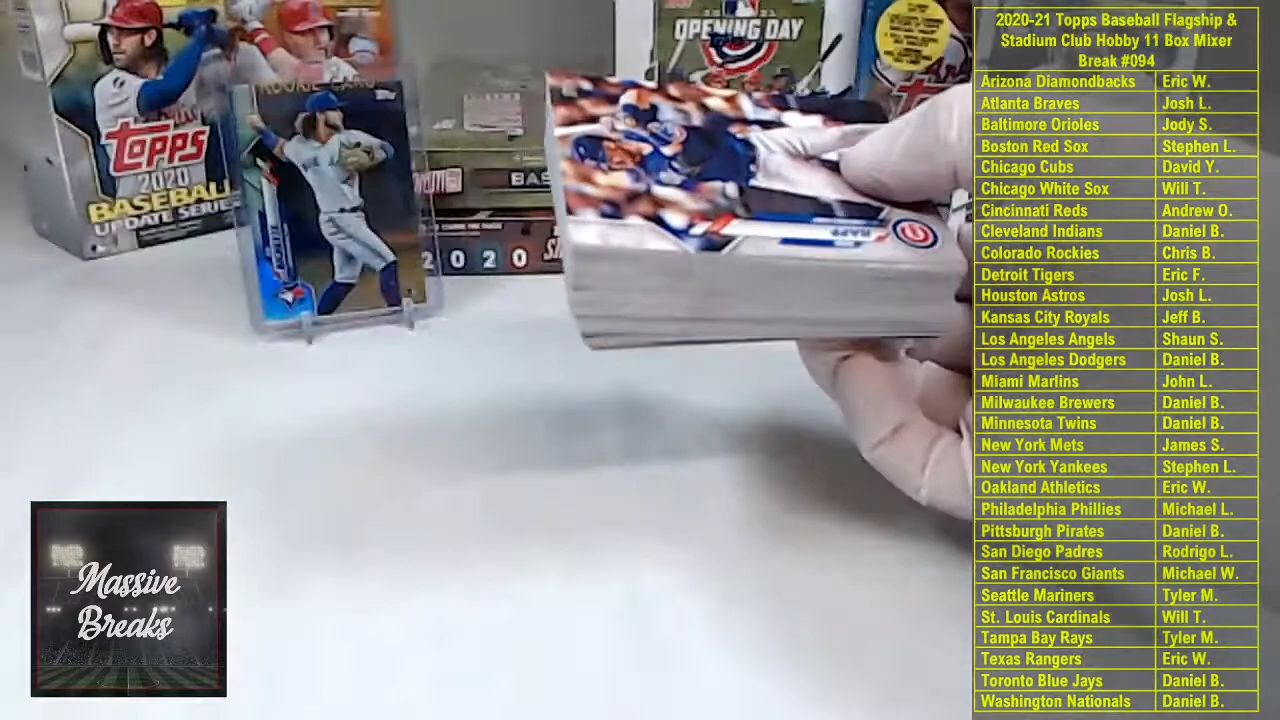 OPENING DAY
ROOKIE CARD
Topps
TOPPS
2020
BASEBALL
UPDATE SERIES
BAS
2020
Massive
Breaks
2020-21 Topps Baseball Flagship &
Stadium Club Hobby 11 Box Mixer
Break #094
Arizona Diamondbacks Eric W.
Atlanta Braves Josh L.
Baltimore Orioles Jody S.
Boston Red Sox Stephen L.
Chicago Cubs David Y.
Chicago White Sox Will T.
Cincinnati Reds Andrew O.
Cleveland Indians Daniel B.
Colorado Rockies Chris B.
Detroit Tigers Eric F.
Houston Astros Josh L.
Kansas City Royals Jeff B.
Los Angeles Angels Shaun S.
Los Angeles Dodgers Daniel B.
Miami Marlins John L.
Milwaukee Brewers Daniel B.
Minnesota Twins Daniel B.
New York Mets James S.
New York Yankees Stephen L.
Oakland Athletics Eric W.
Philadelphia Phillies Michael L.
Pittsburgh Pirates Daniel B.
San Diego Padres Rodrigo L.
San Francisco Giants Michael W.
Seattle Mariners Tyler M.
St. Louis Cardinals Will T.
Tampa Bay Rays Tyler M.
Texas Rangers Eric W.
Toronto Blue Jays Daniel B.
Washington Nationals Daniel B.